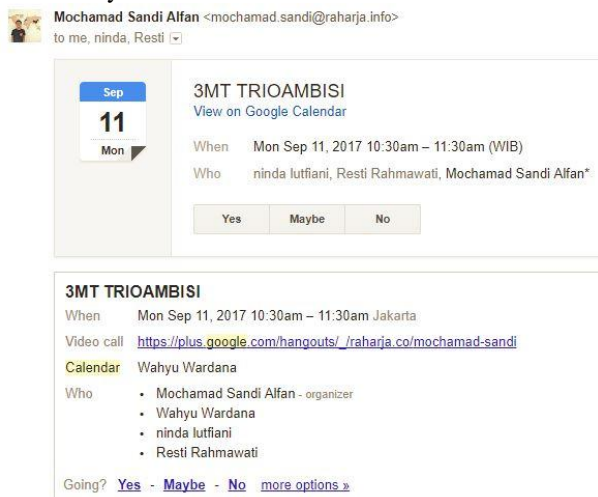 Mochamad Sandi Alfan <mochamad.sandi@raharja.info>
to me, ninda, Resti
Sep
11
Mon
3MT TRIOAMBISI
View on Google Calendar
When Mon Sep 11, 2017 10:30am – 11:30am (WIB)
Who ninda lutfiani, Resti Rahmawati, Mochamad Sandi Alfan*
Yes Maybe No
3MT TRIOAMBISI
When Mon Sep 11, 2017 10:30am – 11:30am Jakarta
Video call https://plus.google.com/hangouts/_/raharja.co/mochamad-sandi
Calendar Wahyu Wardana
Who • Mochamad Sandi Alfan - organizer
• Wahyu Wardana
• ninda lutfiani
• Resti Rahmawati
Going? Yes - Maybe - No more options »